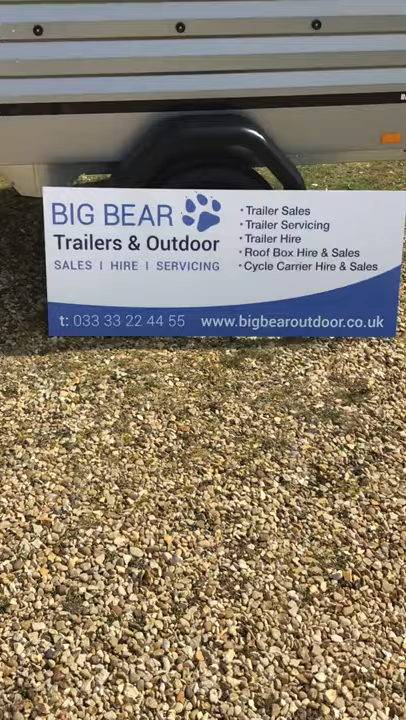 BIG BEAR
Trailers & Outdoor
SALES | HIRE | SERVICING
• Trailer Sales
• Trailer Servicing
• Trailer Hire
• Roof Box Hire & Sales
• Cycle Carrier Hire & Sales
t: 033 33 22 44 55 www.bigbearoutdoor.co.uk